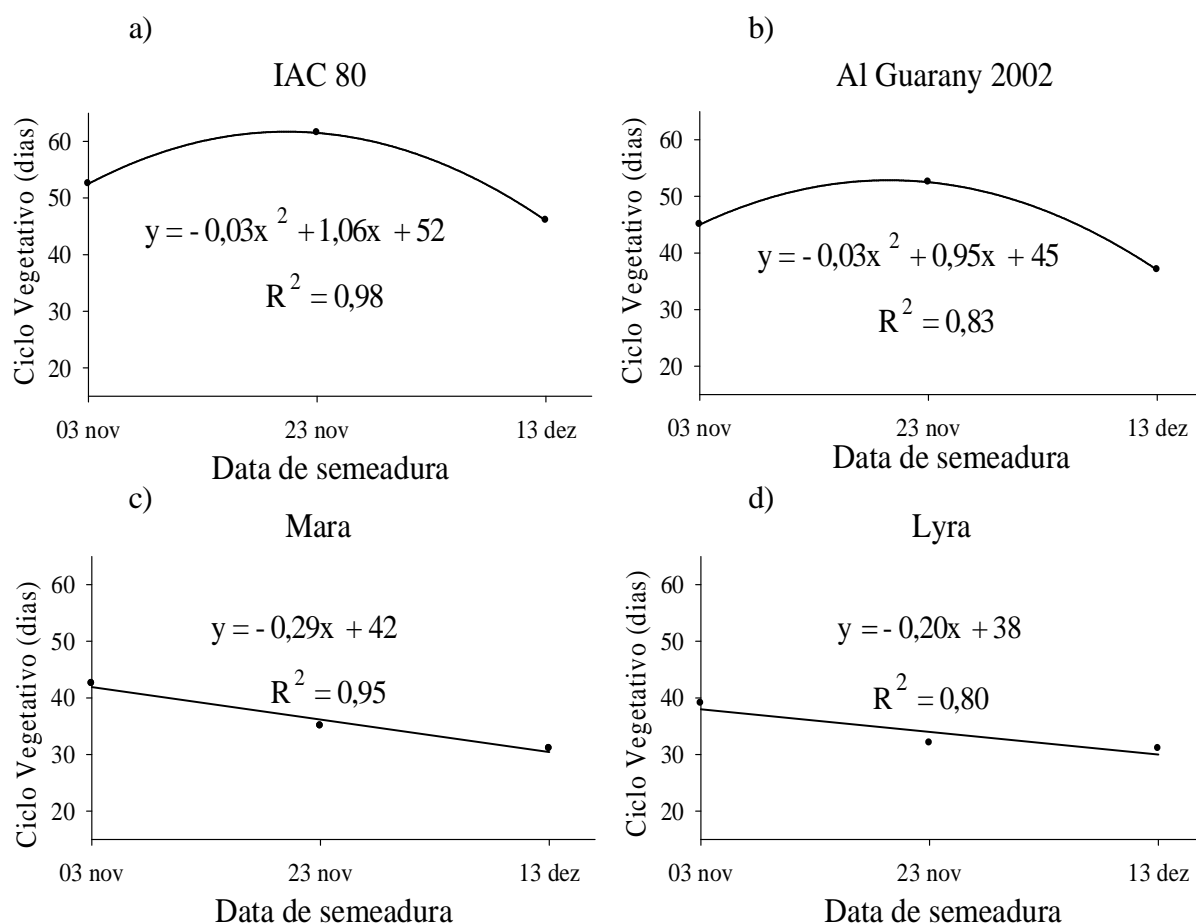 a)
IAC 80
Ciclo Vegetativo (dias)
60
50
40
30
20
y = - 0,03x ² + 1,06x + 52
R² = 0,98
03 nov 23 nov 13 dez
Data de semeadura
b)
Al Guarany 2002
Ciclo Vegetativo (dias)
60
50
40
30
20
y = - 0,03x ² + 0,95x + 45
R² = 0,83
03 nov 23 nov 13 dez
Data de semeadura
c)
Mara
Ciclo Vegetativo (dias)
60
50
40
30
20
y = - 0,29x + 42
R² = 0,95
03 nov 23 nov 13 dez
Data de semeadura
d)
Lyra
Ciclo Vegetativo (dias)
60
50
40
30
20
y = - 0,20x + 38
R² = 0,80
03 nov 23 nov 13 dez
Data de semeadura